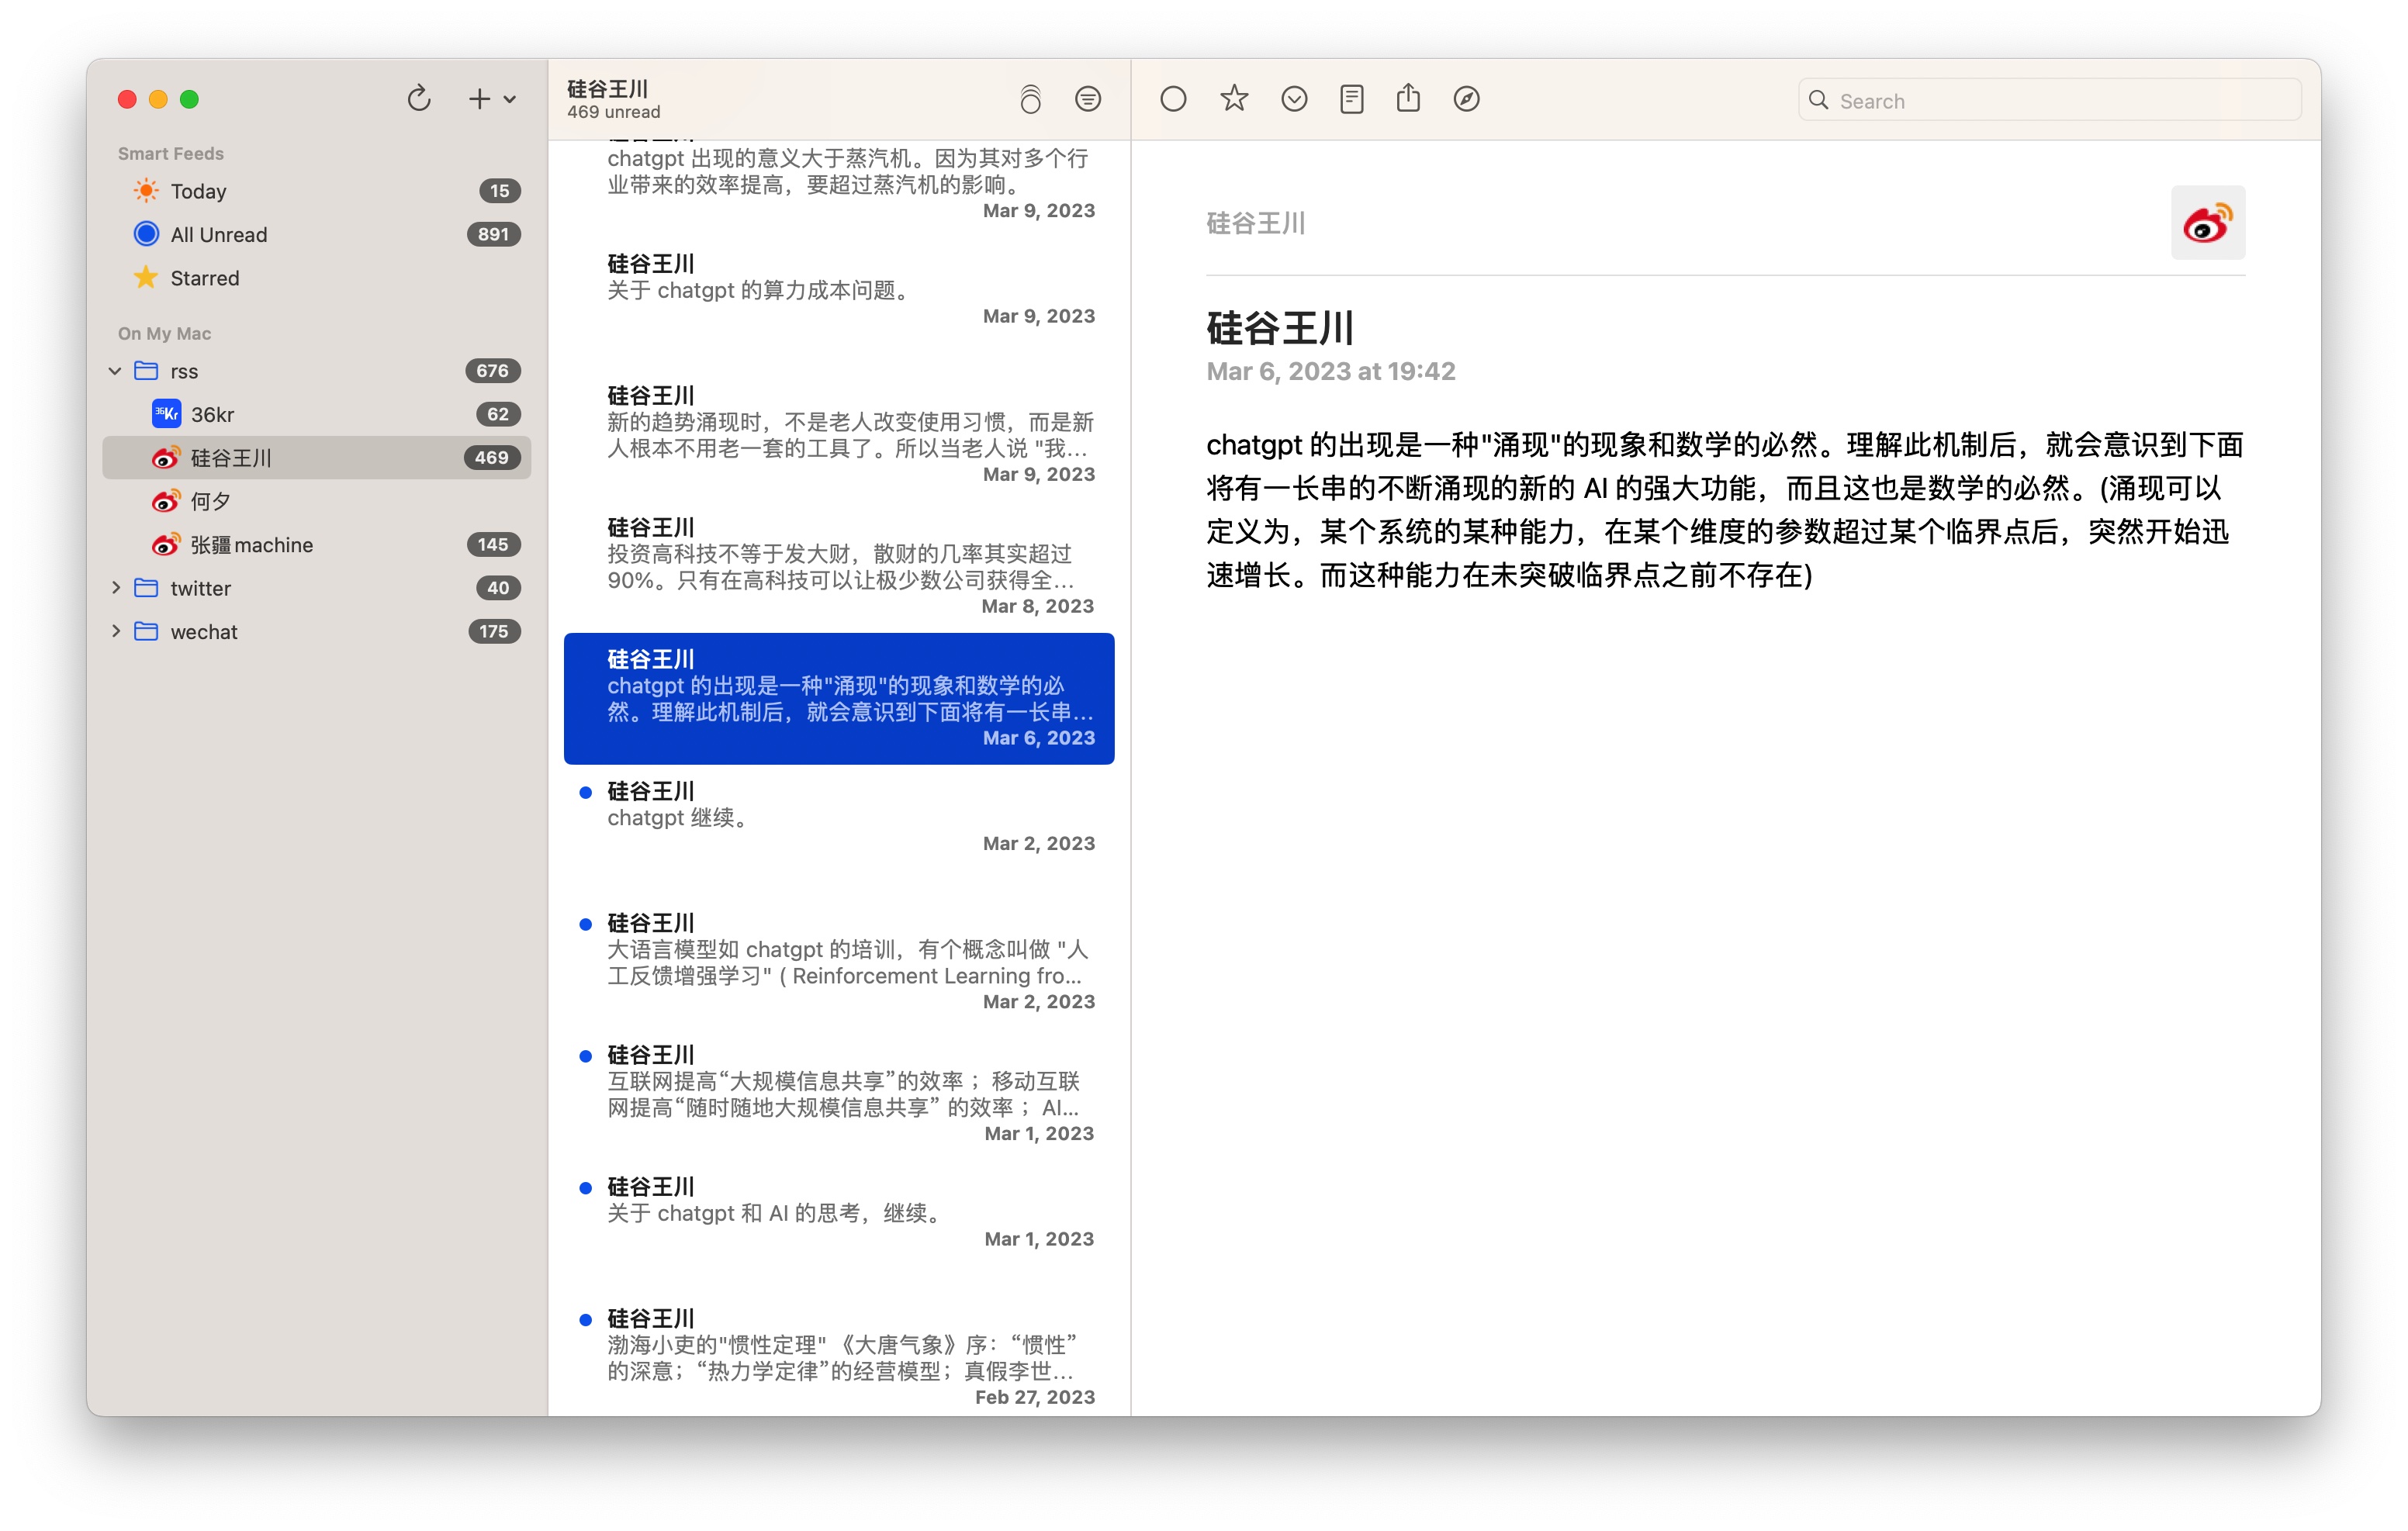 Smart Feeds
Today 15
All Unread 891
Starred
On My Mac
rss 676
36Kr 36kr 62
硅谷王川 469
何夕
张疆machine 145
twitter 40
wechat 175
硅谷王川
469 unread
chatgpt 出现的意义大于蒸汽机。因为其对多个行
业带来的效率提高，要超过蒸汽机的影响。
Mar 9, 2023
硅谷王川
关于 chatgpt 的算力成本问题。
Mar 9, 2023
硅谷王川
新的趋势涌现时，不是老人改变使用习惯，而是新
人根本不用老一套的工具了。所以当老人说 "我...
Mar 9, 2023
硅谷王川
投资高科技不等于发大财，散财的几率其实超过
90%。只有在高科技可以让极少数公司获得全...
Mar 8, 2023
硅谷王川
chatgpt 的出现是一种"涌现"的现象和数学的必
然。理解此机制后，就会意识到下面将有一长串...
Mar 6, 2023
硅谷王川
chatgpt 继续。
Mar 2, 2023
硅谷王川
大语言模型如 chatgpt 的培训，有个概念叫做 "人
工反馈增强学习" ( Reinforcement Learning fro...
Mar 2, 2023
硅谷王川
互联网提高“大规模信息共享”的效率； 移动互联
网提高“随时随地大规模信息共享” 的效率； AI...
Mar 1, 2023
硅谷王川
关于 chatgpt 和 AI 的思考，继续。
Mar 1, 2023
硅谷王川
渤海小吏的"惯性定理" 《大唐气象》序：“惯性”
的深意；“热力学定律”的经营模型；真假李世...
Feb 27, 2023
Search
硅谷王川
硅谷王川
Mar 6, 2023 at 19:42
chatgpt 的出现是一种"涌现"的现象和数学的必然。理解此机制后，就会意识到下面
将有一长串的不断涌现的新的 AI 的强大功能，而且这也是数学的必然。(涌现可以
定义为，某个系统的某种能力，在某个维度的参数超过某个临界点后，突然开始迅
速增长。而这种能力在未突破临界点之前不存在)